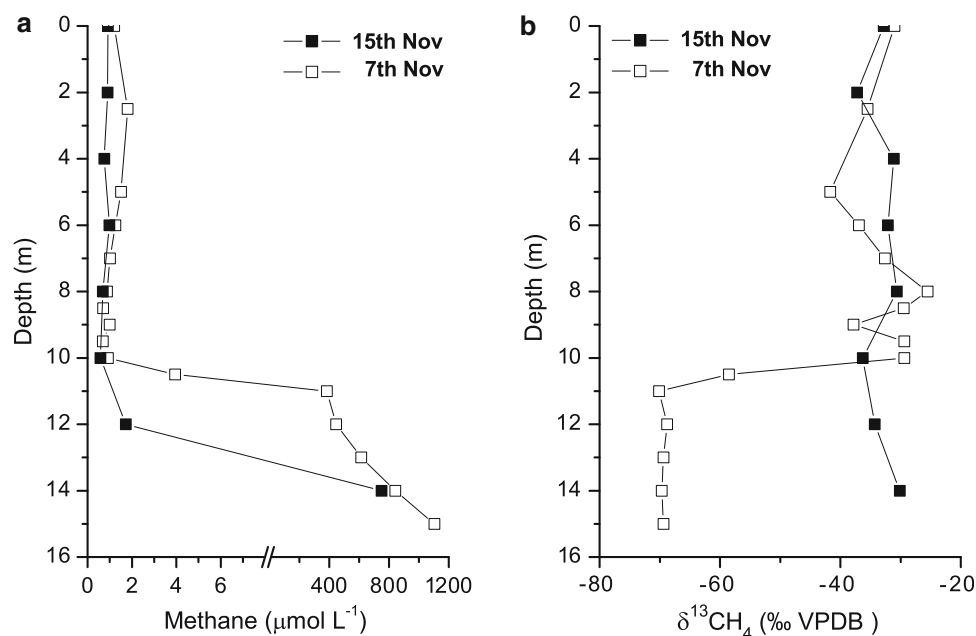 a
15th Nov
7th Nov
0
2
4
6
8
10
12
14
16
0 2 4 6 400 800 1200
Depth (m)
Methane (μmol L⁻¹)
b
15th Nov
7th Nov
0
2
4
6
8
10
12
14
16
-80 -60 -40 -20
Depth (m)
δ¹³CH₄ (‰ VPDB )